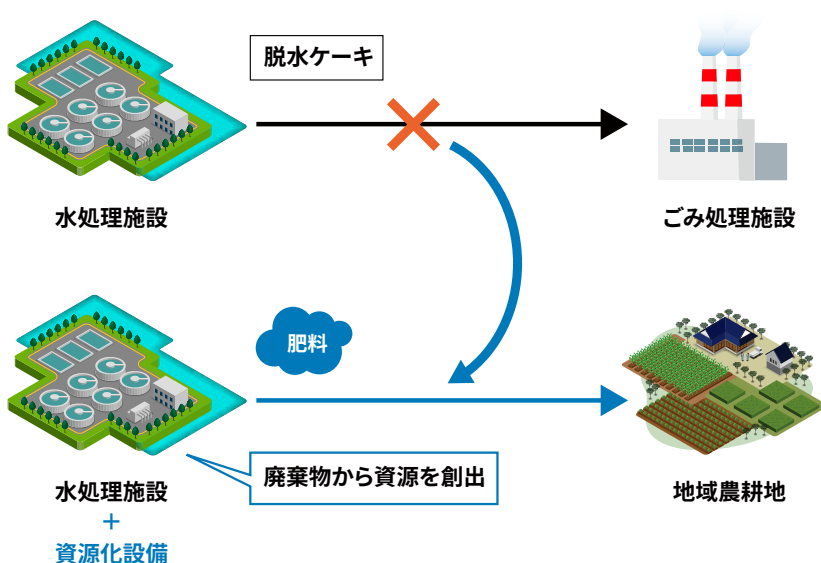 脱水ケーキ
水処理施設
ごみ処理施設
肥料
廃棄物から資源を創出
水処理施設
+
資源化設備
地域農耕地